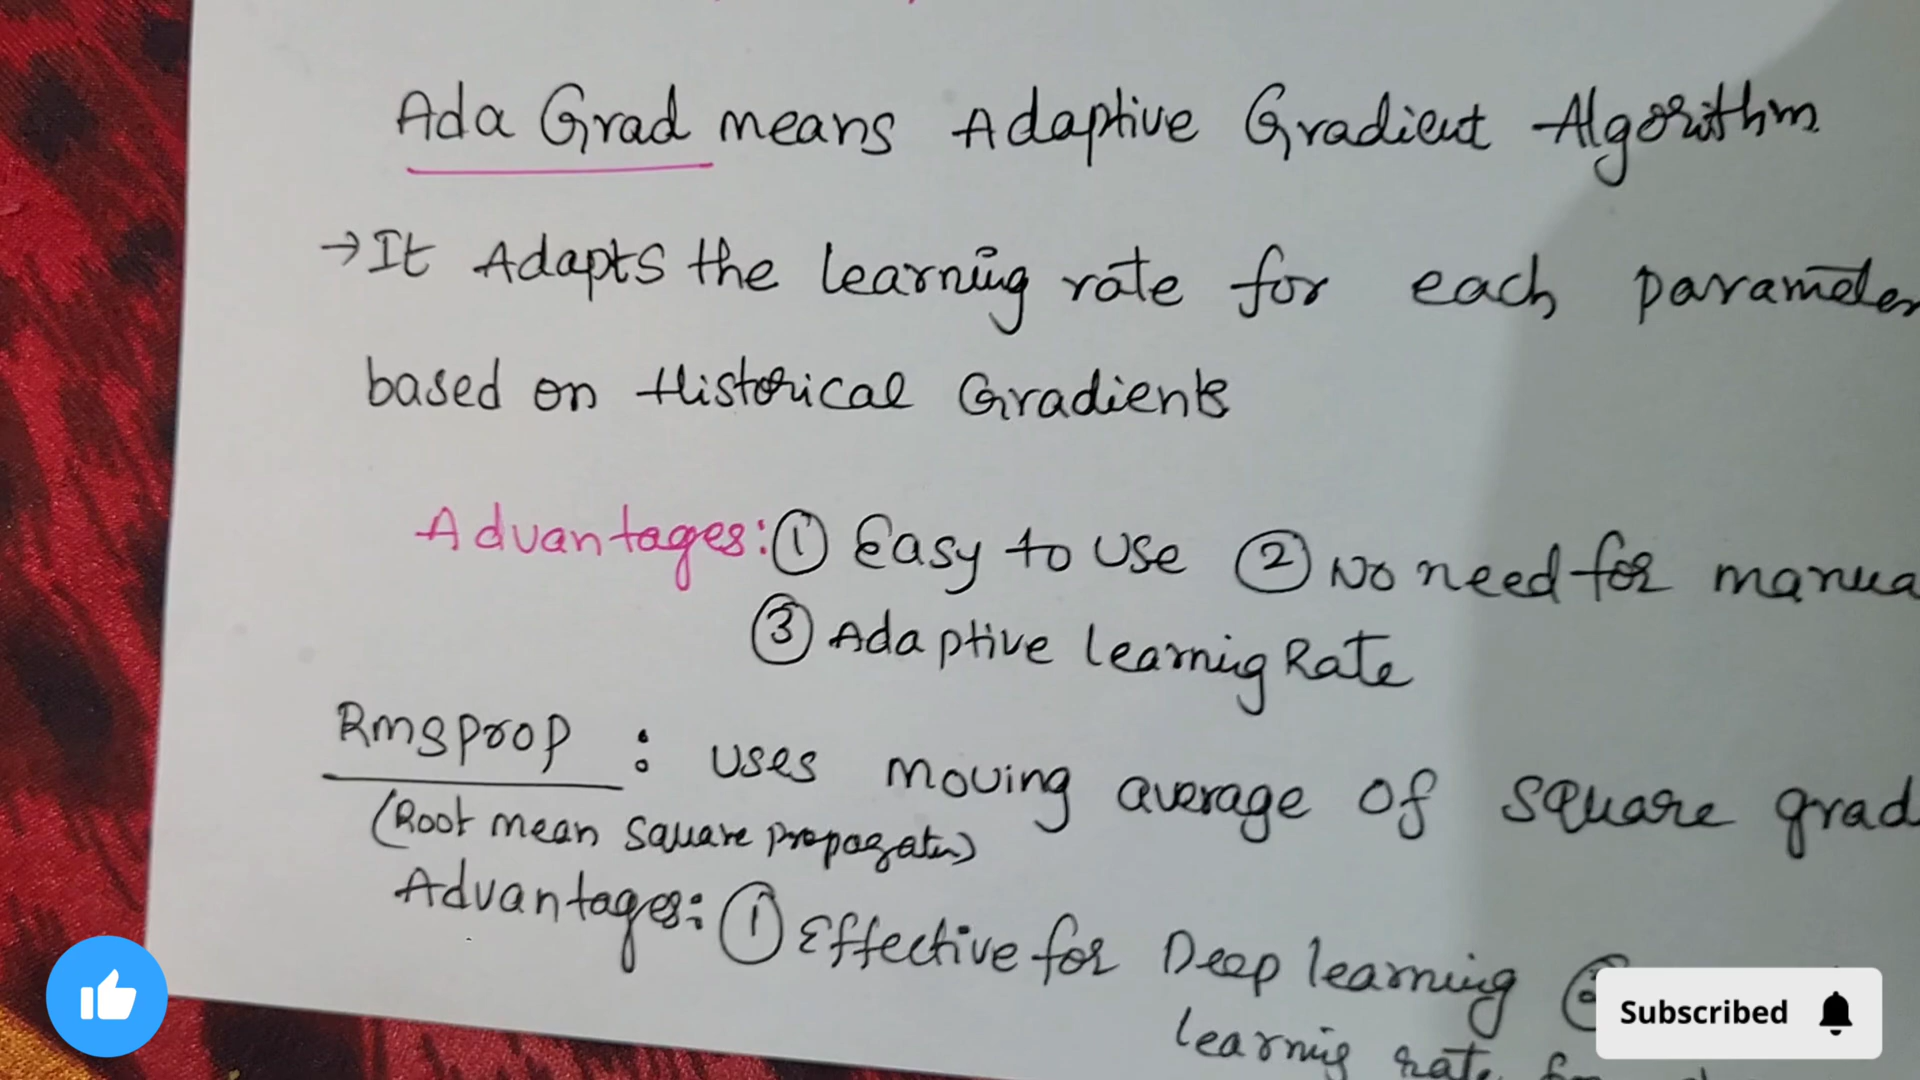 Ada Grad means Adaptive Gradient Algorithm
→ It Adapts the learning rate for each parameter
based on Historical Gradients
Advantages: ① Easy to use ② No need for manua
③ Adaptive learning Rate
Rmsprop : uses moving average of square grad
(Root mean square propagation)
Advantages: ① Effective for Deep learning
learning rate
Subscribed